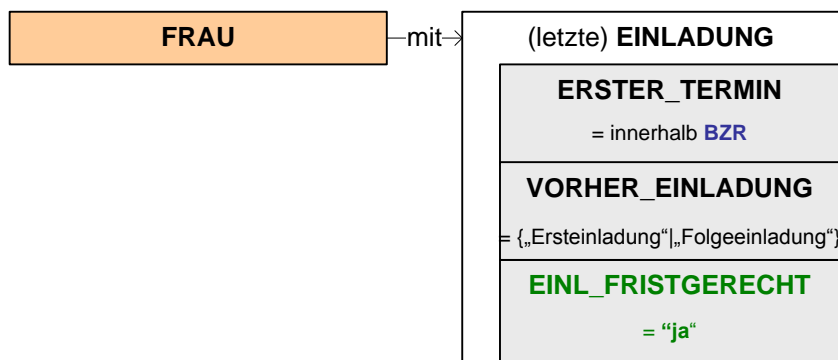 FRAU
mit
(letzte) EINLADUNG
ERSTER_TERMIN
= innerhalb BZR
VORHER_EINLADUNG
= {„Ersteinladung“|„Folgeeinladung“}
EINL_FRISTGERECHT
= “ja“